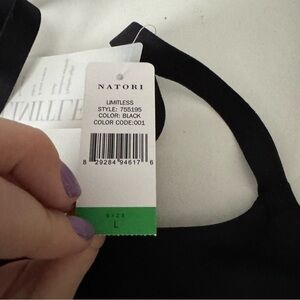 NATORI
LIMITLESS
STYLE: 755195
COLOR: BLACK
COLOR CODE:001
8 29284 94617 6
SIZE
L